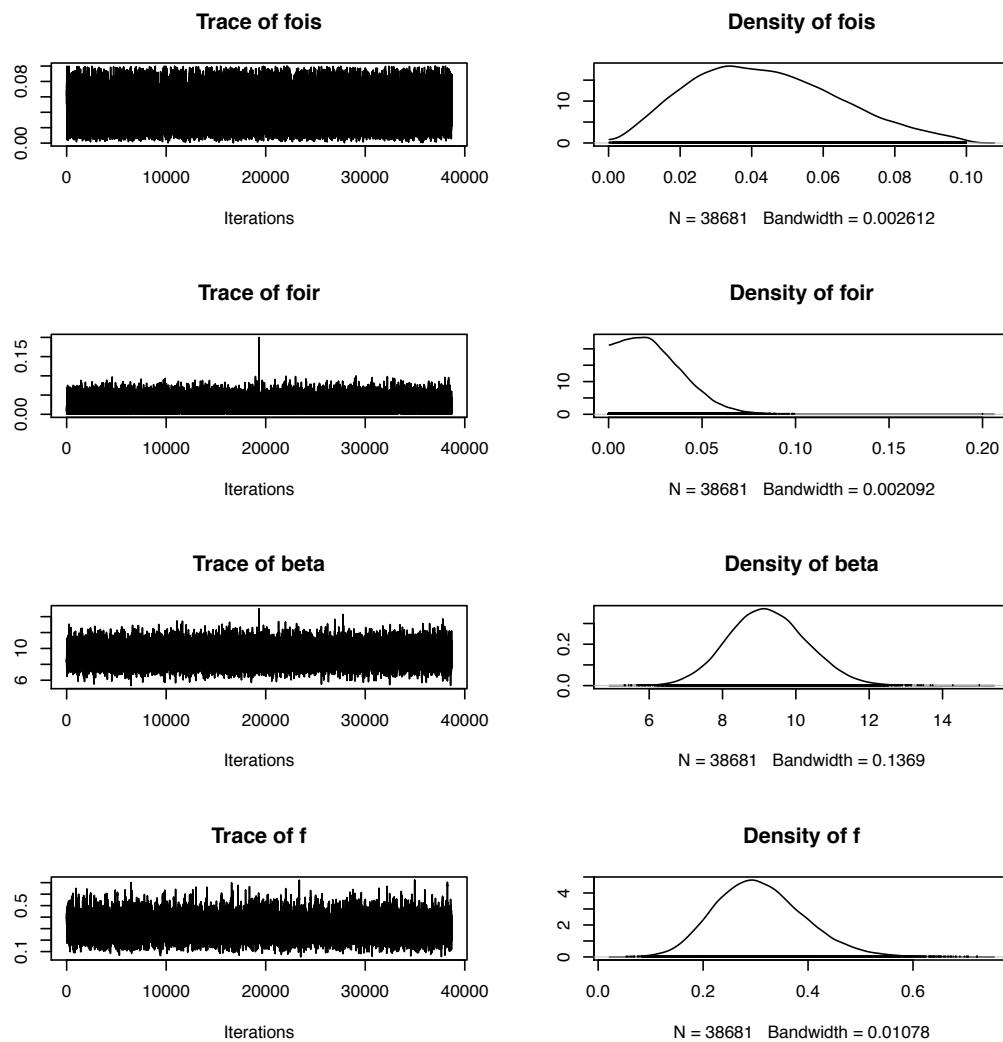 Trace of fois
0.00 0.08
0 10000 20000 30000 40000
Iterations
Density of fois
0 10
0.00 0.02 0.04 0.06 0.08 0.10
N = 38681 Bandwidth = 0.002612
Trace of foir
0.00 0.15
0 10000 20000 30000 40000
Iterations
Density of foir
0 10
0.00 0.05 0.10 0.15 0.20
N = 38681 Bandwidth = 0.002092
Trace of beta
6 10
0 10000 20000 30000 40000
Iterations
Density of beta
0.0 0.2
6 8 10 12 14
N = 38681 Bandwidth = 0.1369
Trace of f
0.1 0.5
0 10000 20000 30000 40000
Iterations
Density of f
0 2 4
0.0 0.2 0.4 0.6
N = 38681 Bandwidth = 0.01078